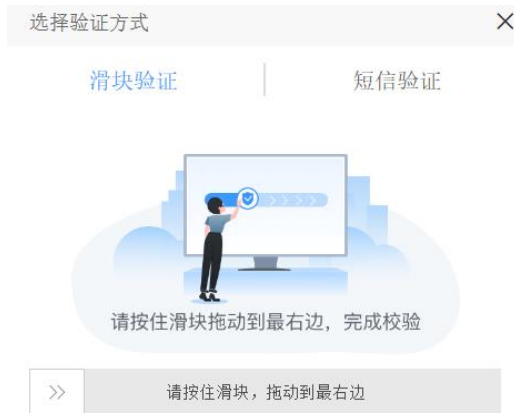 选择验证方式
滑块验证 短信验证
请按住滑块拖动到最右边，完成校验
请按住滑块，拖动到最右边